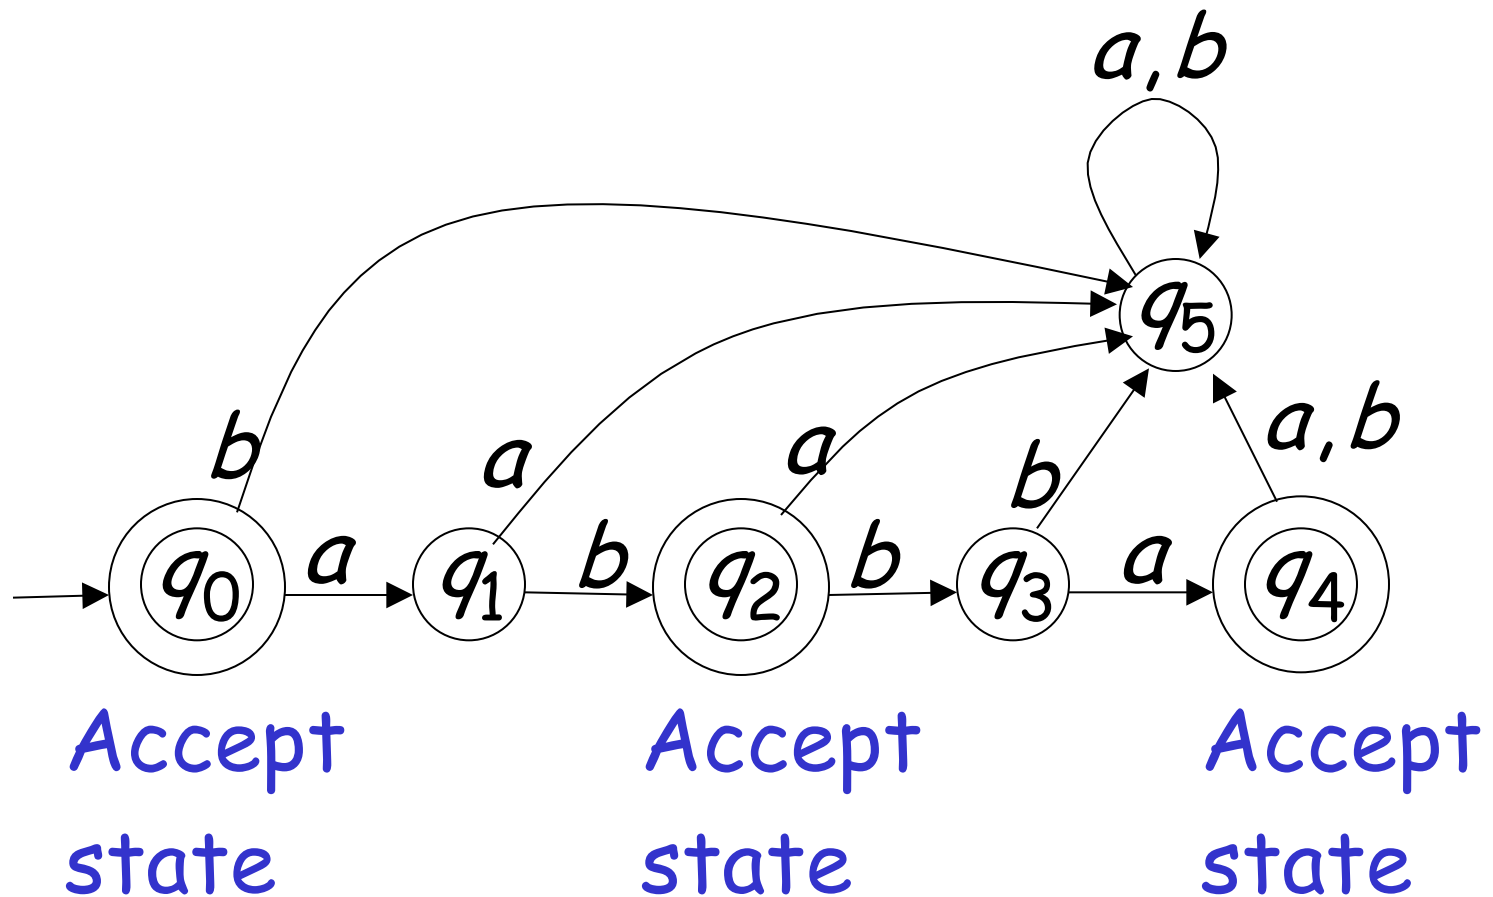 a,b
q5
b
a
a
b
a,b
a
b
b
a
q0
q1
q2
q3
q4
Accept state
Accept state
Accept state